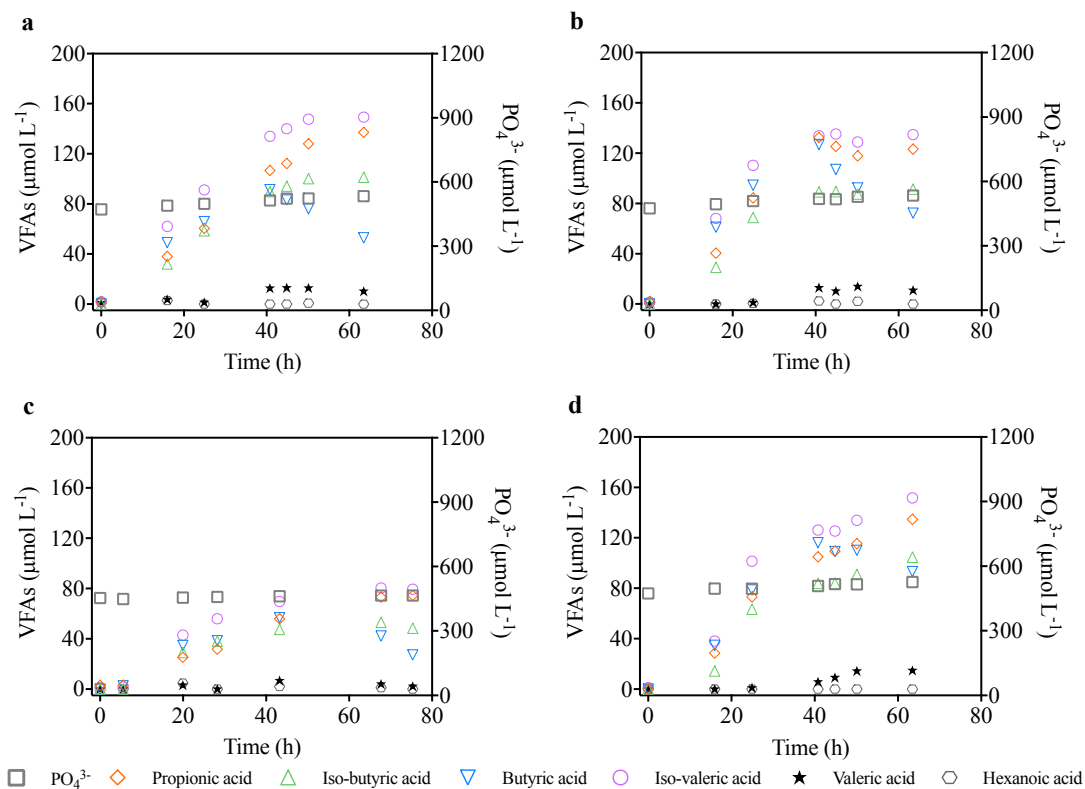 a
200
160
120
80
40
0
VFAs (μmol L⁻¹)
1200
900
600
300
0
PO₄³⁻ (μmol L⁻¹)
0 20 40 60 80
Time (h)
b
200
160
120
80
40
0
VFAs (μmol L⁻¹)
1200
900
600
300
0
PO₄³⁻ (μmol L⁻¹)
0 20 40 60 80
Time (h)
c
200
160
120
80
40
0
VFAs (μmol L⁻¹)
1200
900
600
300
0
PO₄³⁻ (μmol L⁻¹)
0 20 40 60 80
Time (h)
d
200
160
120
80
40
0
VFAs (μmol L⁻¹)
1200
900
600
300
0
PO₄³⁻ (μmol L⁻¹)
0 20 40 60 80
Time (h)
PO₄³⁻ Propionic acid Iso-butyric acid Butyric acid Iso-valeric acid Valeric acid Hexanoic acid